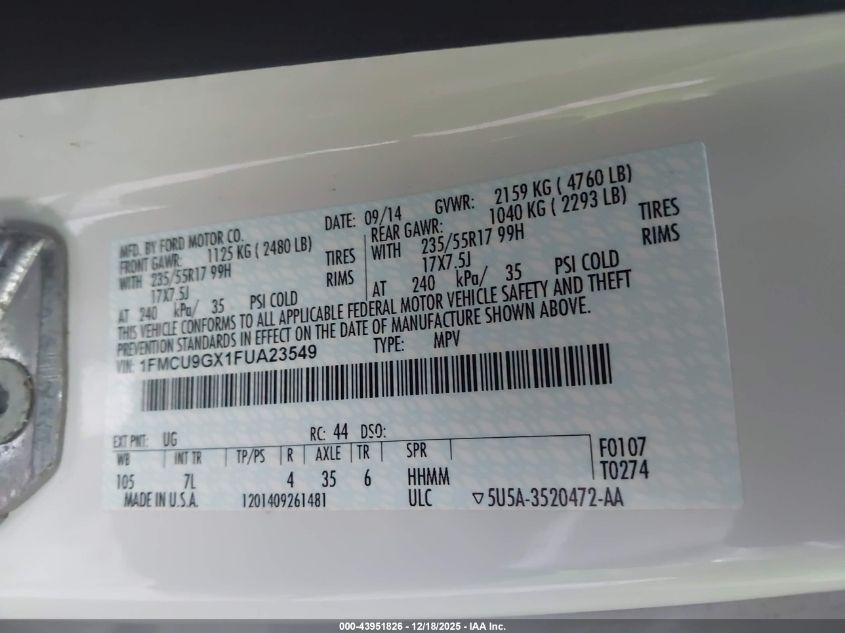 MFD. BY FORD MOTOR CO. DATE: 09/14 GVWR: 2159 KG ( 4760 LB)
FRONT GAWR: 1125 KG ( 2480 LB) REAR GAWR: 1040 KG ( 2293 LB)
WITH 235/55R17 99H TIRES WITH 235/55R17 99H TIRES
17X7.5J RIMS 17X7.5J RIMS
AT 240 kPa/ 35 PSI COLD AT 240 kPa/ 35 PSI COLD
THIS VEHICLE CONFORMS TO ALL APPLICABLE FEDERAL MOTOR VEHICLE SAFETY AND THEFT
PREVENTION STANDARDS IN EFFECT ON THE DATE OF MANUFACTURE SHOWN ABOVE.
VIN: 1FMCU9GX1FUA23549 TYPE: MPV
EXT PNT: UG RC: 44 DSO:
WB INT TR TP/PS R AXLE TR SPR F0107
105 7L 4 35 6 HHMM T0274
MADE IN U.S.A. 1201409261481 ULC ▽5U5A-3520472-AA
000-43951826 - 12/18/2025 - IAA Inc.